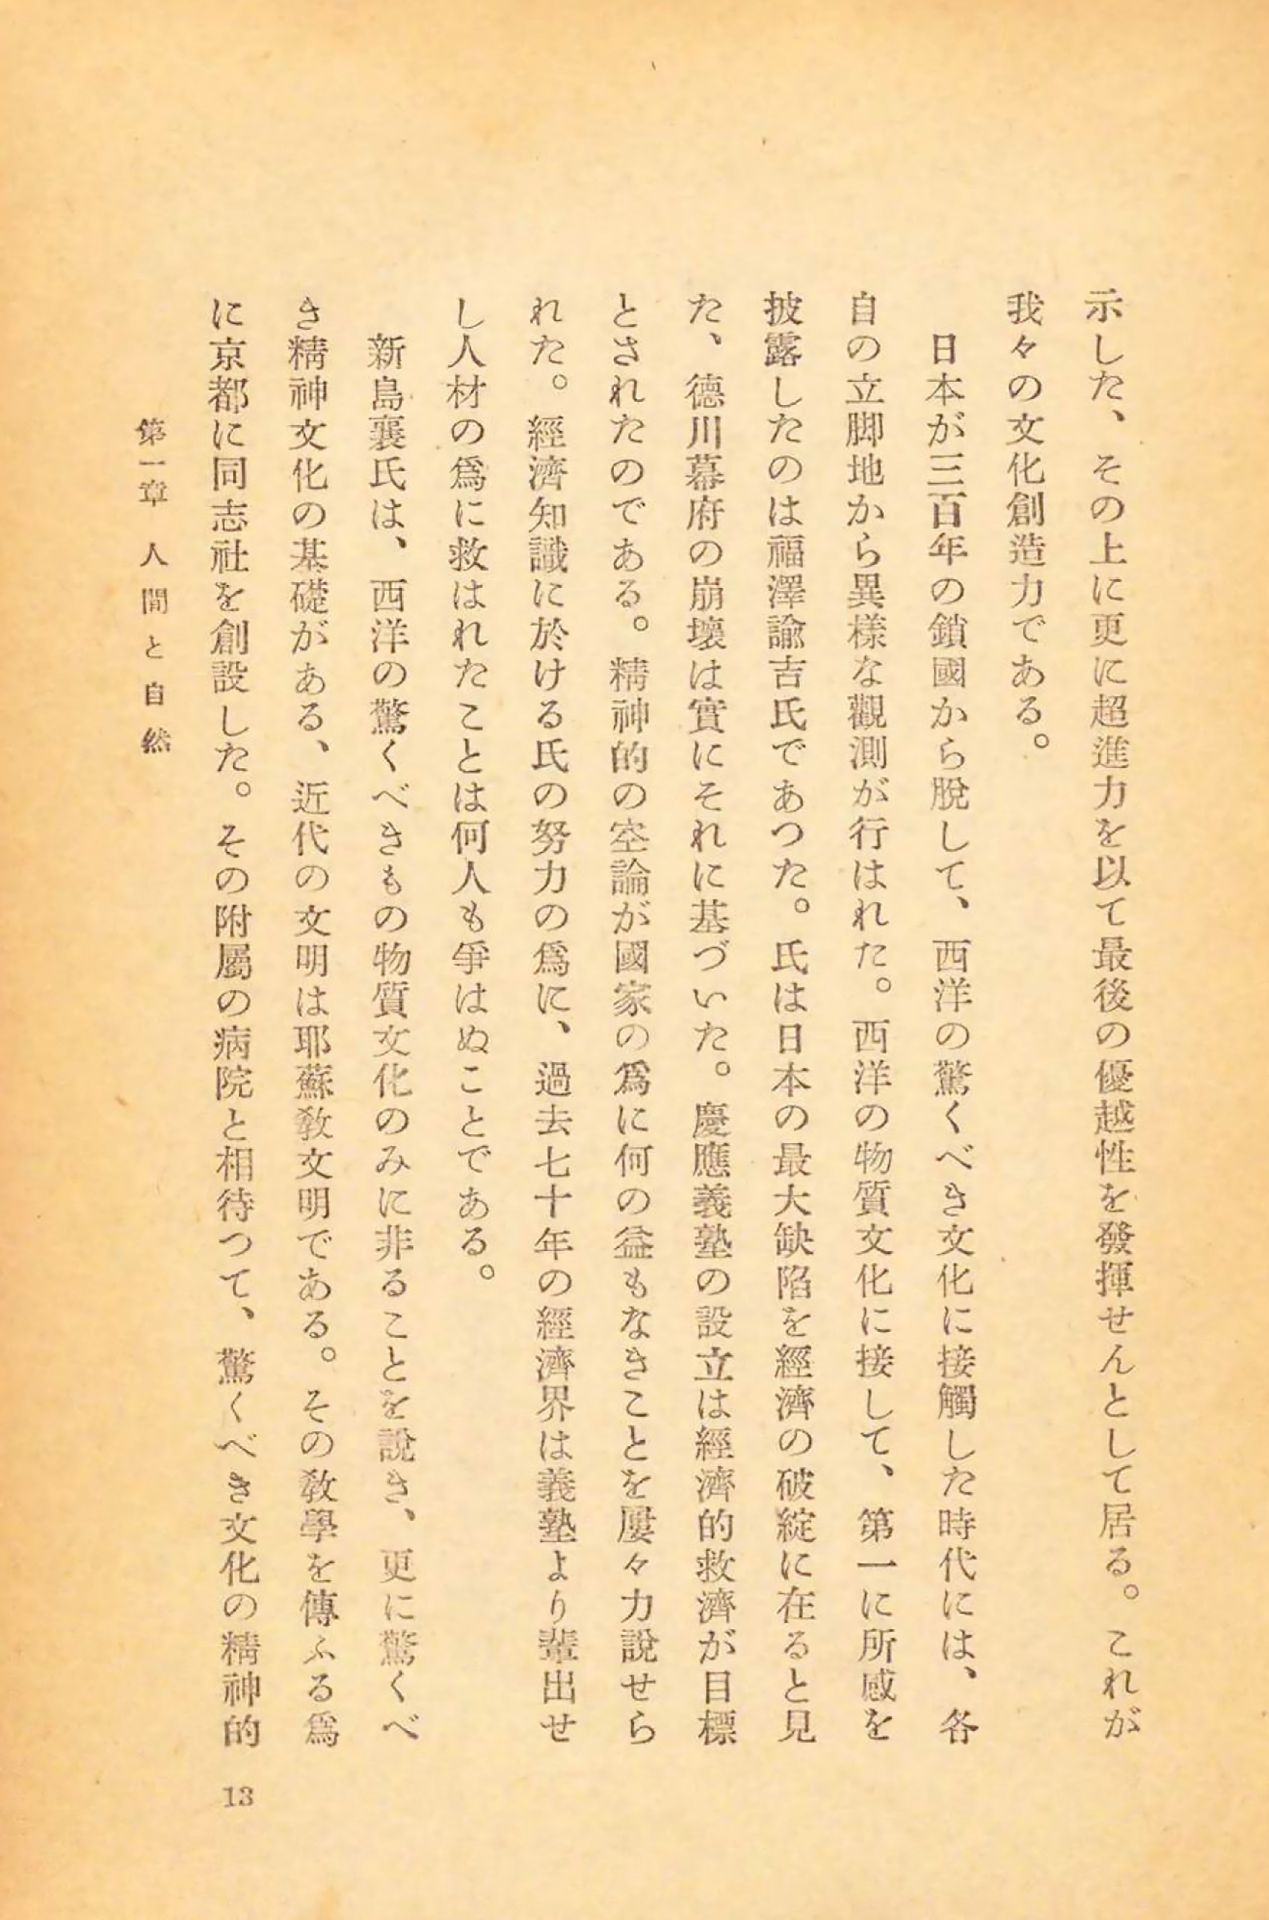 示した、その上に更に超進力を以て最後の優越性を發揮せんとして居る。これが
我々の文化創造力である。
日本が三百年の鎖國から脫して、西洋の驚くべき文化に接觸した時代には、各
自の立脚地から異樣な觀測が行はれた。西洋の物質文化に接して、第一に所感を
披露したのは福澤諭吉氏であつた。氏は日本の最大缺陷を經濟の破綻に在ると見
た、德川幕府の崩壞は實にそれに基づいた。慶應義塾の設立は經濟的救濟が目標
とされたのである。精神的の空論が國家の爲に何の益もなきことを屢々力說せら
れた。經濟知識に於ける氏の努力の爲に、過去七十年の經濟界は義塾より輩出せ
し人材の爲に救はれたことは何人も爭はぬことである。
新島襄氏は、西洋の驚くべきもの物質文化のみに非ることを說き、更に驚くべ
き精神文化の基礎がある、近代の文明は耶蘇敎文明である。その敎學を傳ふる爲
に京都に同志社を創設した。その附屬の病院と相待つて、驚くべき文化の精神的
第一章 人間と自然
13